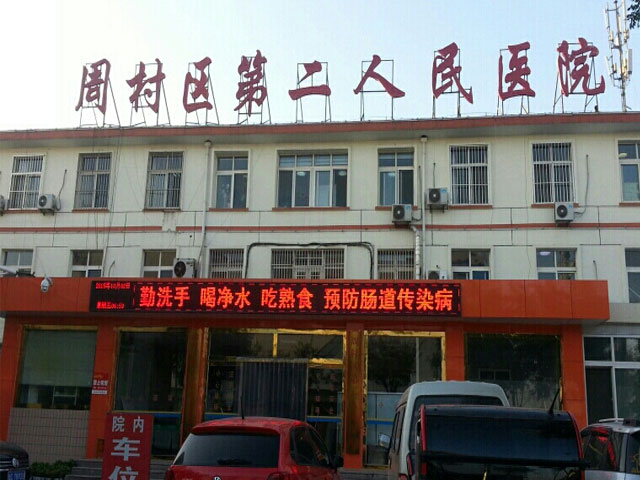 周村区第二人民医院
勤洗手 喝净水 吃熟食 预防肠道传染病
院内
车位